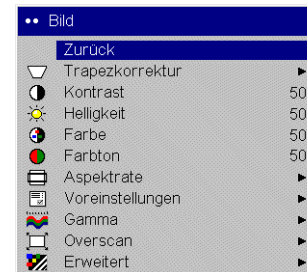 •• Bild
Zurück
Trapezkorrektur
Kontrast 50
Helligkeit 50
Farbe 50
Farbton 50
Aspektrate
Voreinstellungen
Gamma
Overscan
Erweitert